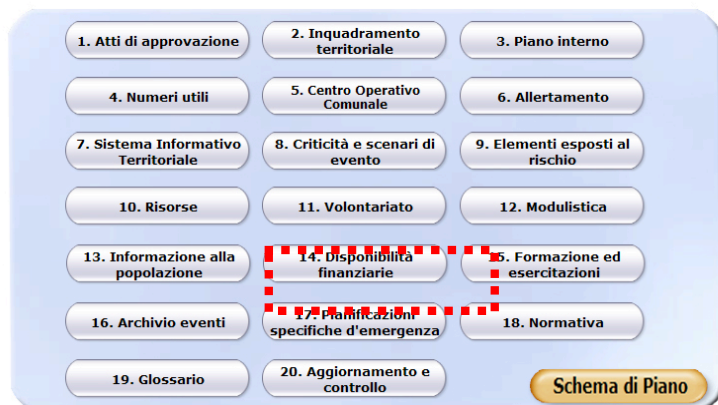 1. Atti di approvazione
2. Inquadramento
territoriale
3. Piano interno
4. Numeri utili
5. Centro Operativo
Comunale
6. Allertamento
7. Sistema Informativo
Territoriale
8. Criticità e scenari di
evento
9. Elementi esposti al
rischio
10. Risorse
11. Volontariato
12. Modulistica
13. Informazione alla
popolazione
14. Disponibilità
finanziarie
15. Formazione ed
esercitazioni
16. Archivio eventi
17. Pianificazioni
specifiche d'emergenza
18. Normativa
19. Glossario
20. Aggiornamento e
controllo
Schema di Piano